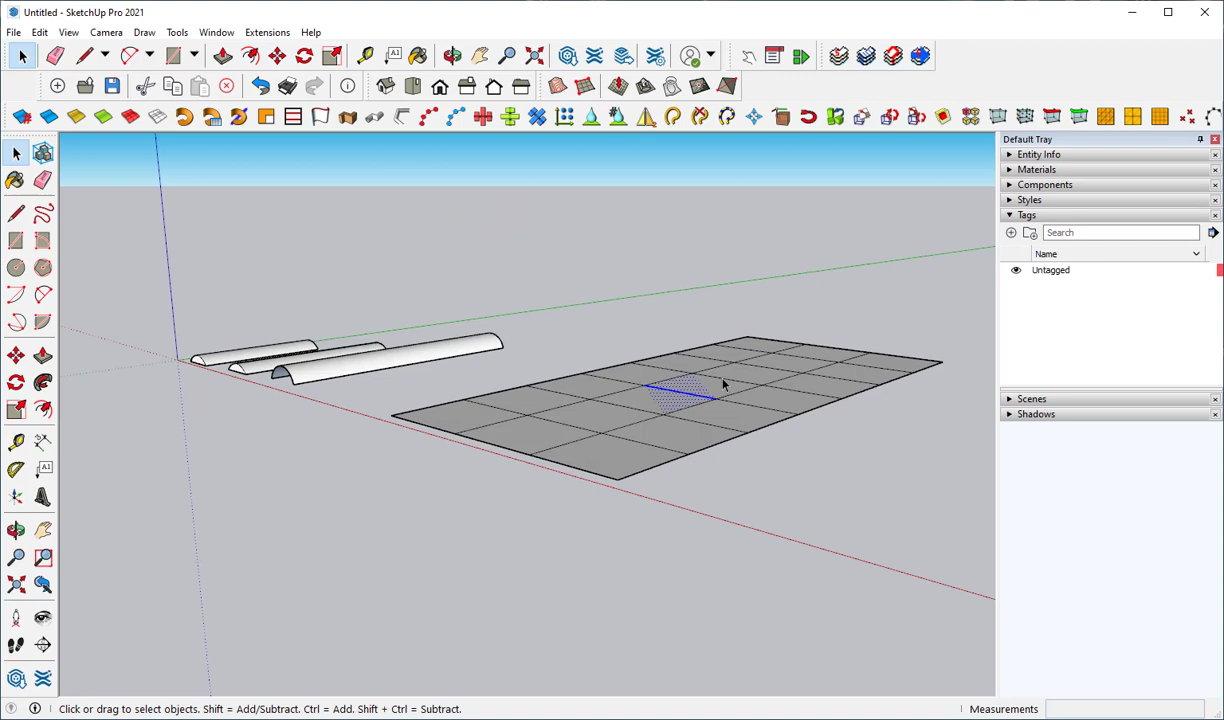 Untitled - SketchUp Pro 2021
File Edit View Camera Draw Tools Window Extensions Help
A1
Default Tray
Entity Info
Materials
Components
Styles
Tags
Search
Name
Untagged
Scenes
Shadows
A1
Click or drag to select objects. Shift = Add/Subtract. Ctrl = Add. Shift + Ctrl = Subtract.
Measurements